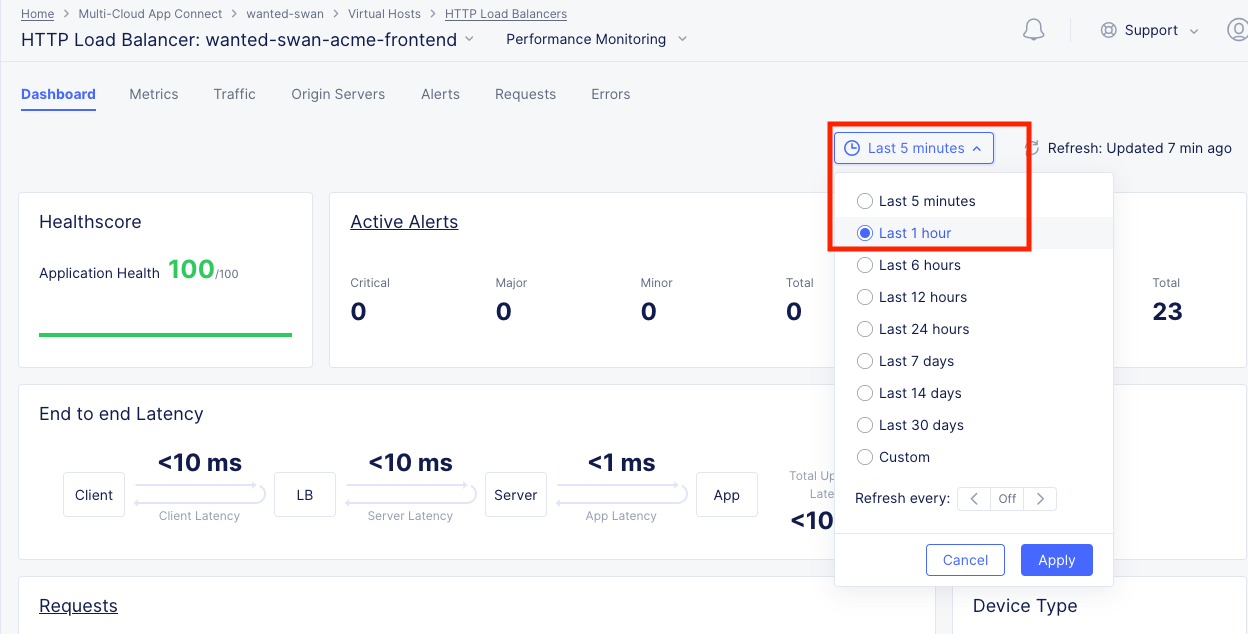 Home > Multi-Cloud App Connect > wanted-swan > Virtual Hosts > HTTP Load Balancers
HTTP Load Balancer: wanted-swan-acme-frontend
Performance Monitoring
Support
Dashboard
Metrics
Traffic
Origin Servers
Alerts
Requests
Errors
Last 5 minutes
Refresh: Updated 7 min ago
Last 5 minutes
Last 1 hour
Last 6 hours
Last 12 hours
Last 24 hours
Last 7 days
Last 14 days
Last 30 days
Custom
Refresh every:
Off
Cancel
Apply
Healthscore
Application Health 100/100
Active Alerts
Critical
0
Major
0
Minor
0
Total
0
Total
23
End to end Latency
<10 ms
<10 ms
<1 ms
Client
LB
Server
App
Client Latency
Server Latency
App Latency
Total Up
Late
<10
Requests
Device Type